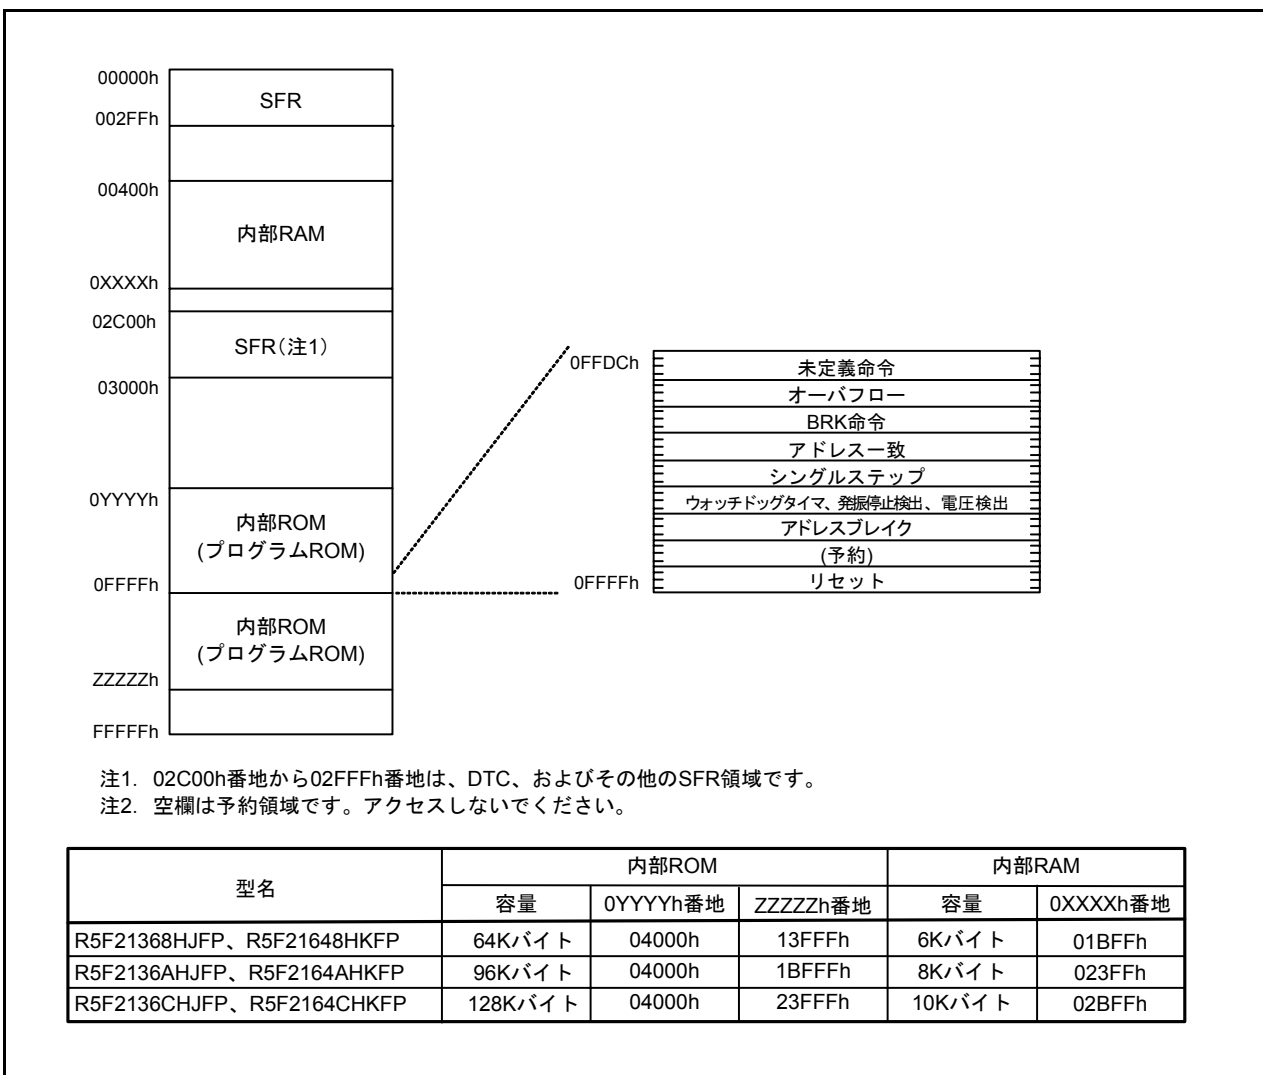 00000h
SFR
002FFh
00400h
内部RAM
0XXXXh
02C00h
SFR(注1)
03000h
0YYYYh
内部ROM
(プログラムROM)
0FFFFh
内部ROM
(プログラムROM)
ZZZZZh
FFFFFh
0FFDCh
未定義命令
オーバフロー
BRK命令
アドレス一致
シングルステップ
ウォッチドッグタイマ、発振停止検出、電圧検出
アドレスブレイク
(予約)
0FFFFh
リセット
注1. 02C00h番地から02FFFh番地は、DTC、およびその他のSFR領域です。
注2. 空欄は予約領域です。アクセスしないでください。
型名 内部ROM 内部RAM
容量 0YYYYh番地 ZZZZZh番地 容量 0XXXXh番地
R5F21368HJFP、R5F21648HKFP 64Kバイト 04000h 13FFFh 6Kバイト 01BFFh
R5F2136AHJFP、R5F2164AHKFP 96Kバイト 04000h 1BFFFh 8Kバイト 023FFh
R5F2136CHJFP、R5F2164CHKFP 128Kバイト 04000h 23FFFh 10Kバイト 02BFFh